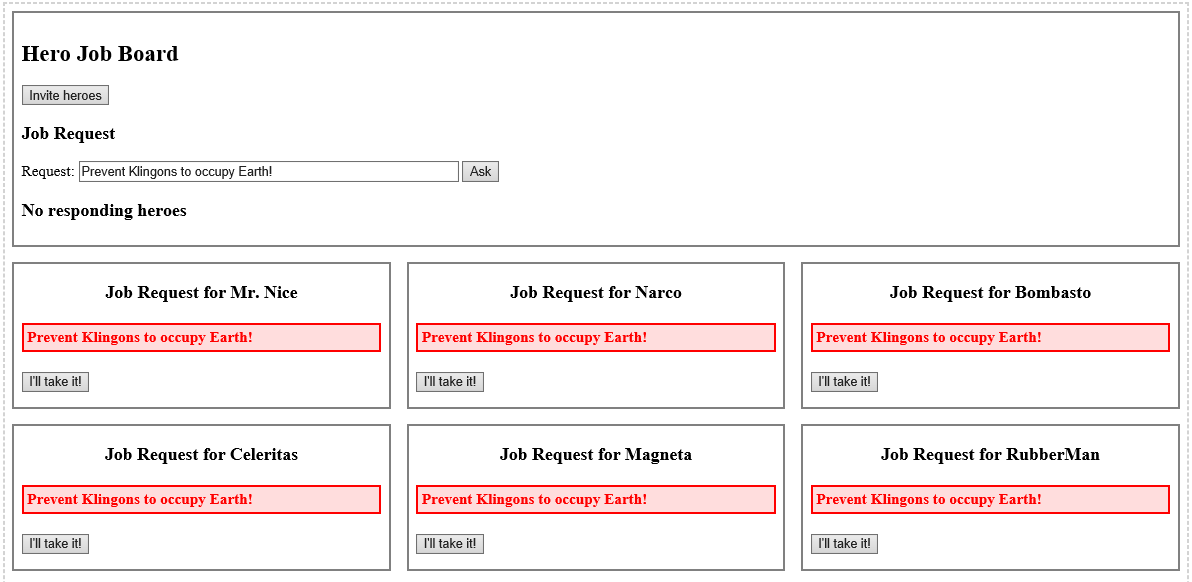 Hero Job Board
Invite heroes
Job Request
Request: Prevent Klingons to occupy Earth! Ask
No responding heroes
Job Request for Mr. Nice
Prevent Klingons to occupy Earth!
I'll take it!
Job Request for Narco
Prevent Klingons to occupy Earth!
I'll take it!
Job Request for Bombasto
Prevent Klingons to occupy Earth!
I'll take it!
Job Request for Celeritas
Prevent Klingons to occupy Earth!
I'll take it!
Job Request for Magneta
Prevent Klingons to occupy Earth!
I'll take it!
Job Request for RubberMan
Prevent Klingons to occupy Earth!
I'll take it!